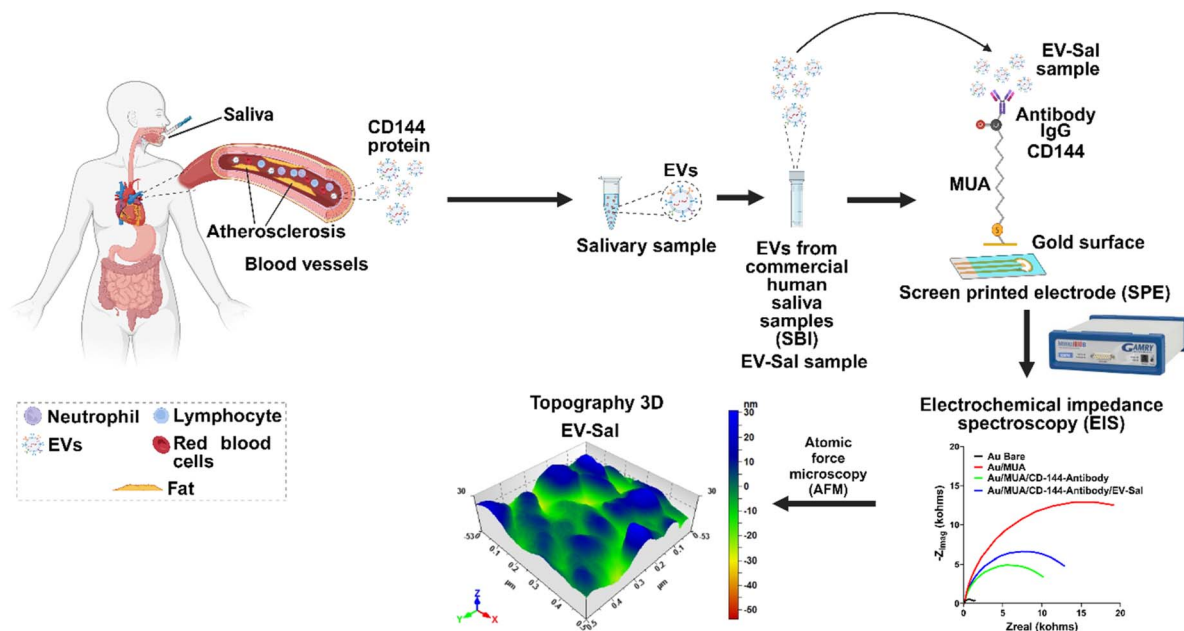 Saliva
CD144
protein
Atherosclerosis
Blood vessels
Neutrophil
Lymphocyte
EVs
Red blood
cells
Fat
EVs
Salivary sample
EVs from
commercial
human
saliva
samples
(SBI)
EV-Sal sample
EV-Sal
sample
Antibody
IgG
CD144
MUA
S
Gold surface
Screen printed electrode (SPE)
GAMRY
Electrochemical impedance
spectroscopy (EIS)
Au Bare
Au/MUA
Au/MUA/CD-144-Antibody
Au/MUA/CD-144-Antibody/EV-Sal
-Zimag (kohms)
15
10
5
0
0 5 10 15 20
Zreal (kohms)
Atomic
force
microscopy
(AFM)
Topography 3D
EV-Sal
30
-53
0.1
0.2
0.3
0.4
µm
0.5
30
-53
0.1
0.2
0.3
0.4
µm
0.5
Z
Y
X
nm
30
20
10
0
-10
-20
-30
-40
-50